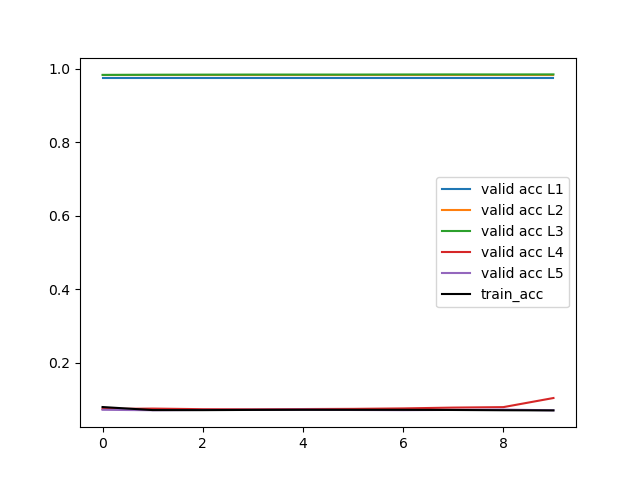 1.0
0.8
0.6
0.4
0.2
0 2 4 6 8
valid acc L1
valid acc L2
valid acc L3
valid acc L4
valid acc L5
train_acc